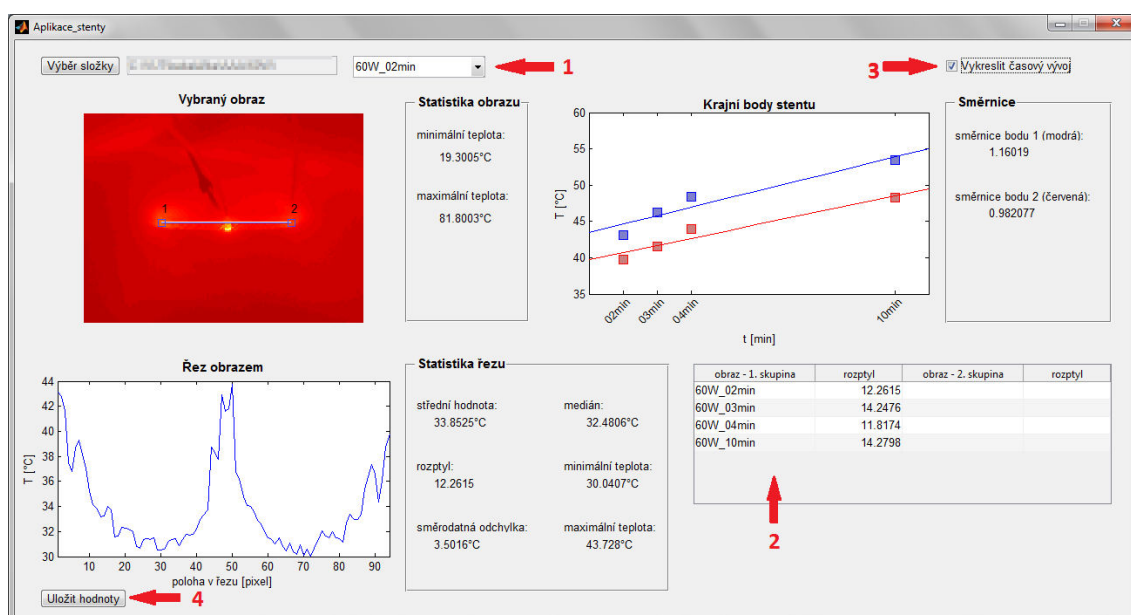 Aplikace_stenty
Výběr složky
60W_02min
1
3
Vykreslit časový vývoj
Vybraný obraz
1
2
Statistika obrazu
minimální teplota:
19.3005°C
maximální teplota:
81.8003°C
Krajní body stentu
60
55
50
45
40
35
T [°C]
02min
03min
04min
10min
t [min]
Směrnice
směrnice bodu 1 (modrá):
1.16019
směrnice bodu 2 (červená):
0.982077
Řez obrazem
44
42
40
38
36
34
32
30
T [°C]
10 20 30 40 50 60 70 80 90
poloha v řezu [pixel]
Uložit hodnoty
4
Statistika řezu
střední hodnota: medián:
33.8525°C 32.4806°C
rozptyl: minimální teplota:
12.2615 30.0407°C
směrodatná odchylka: maximální teplota:
3.5016°C 43.728°C
obraz - 1. skupina rozptyl obraz - 2. skupina rozptyl
60W_02min 12.2615
60W_03min 14.2476
60W_04min 11.8174
60W_10min 14.2798
2